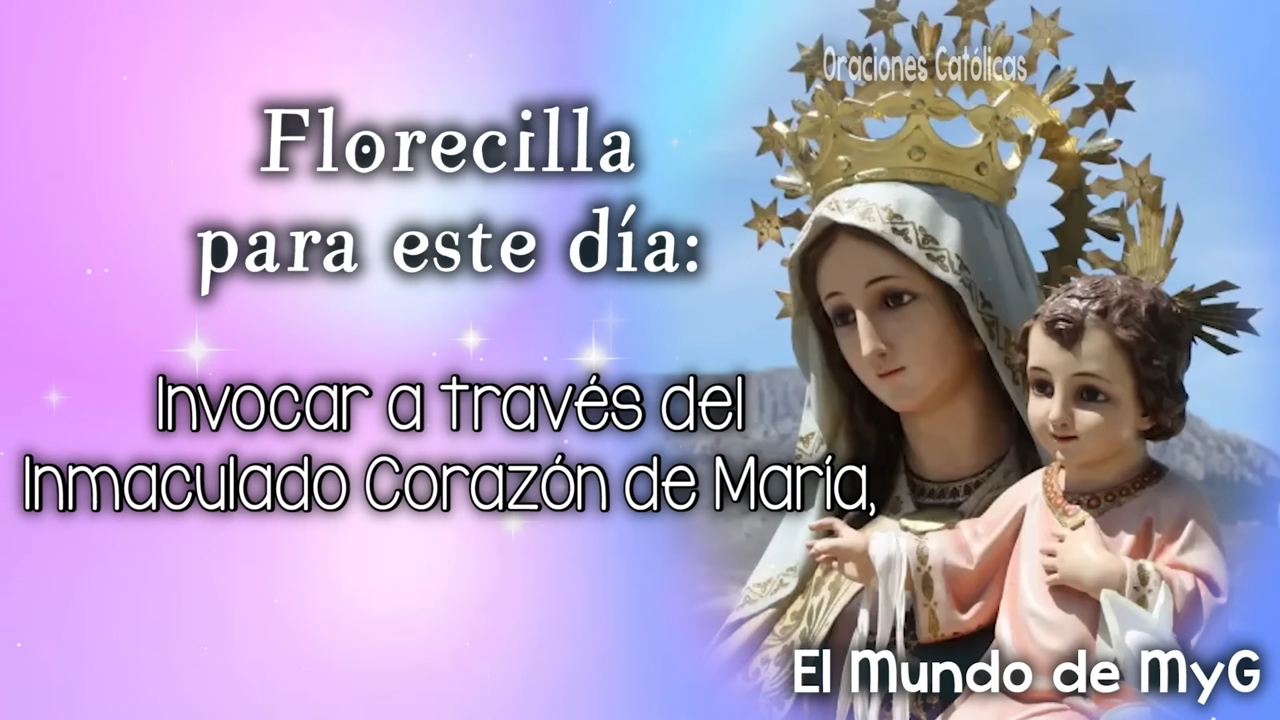 Oraciones Católicas
Florecilla
para este día:
Invocar a través del
Inmaculado Corazón de María,
El Mundo de MyG